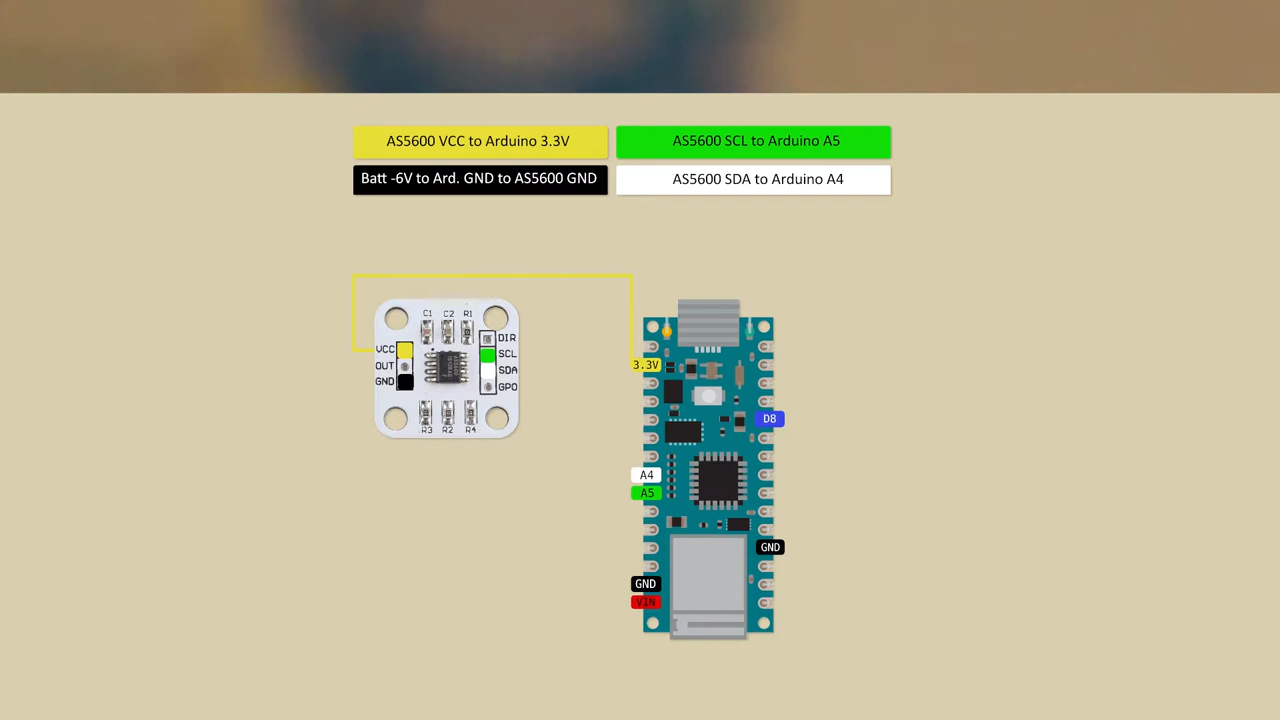 AS5600 VCC to Arduino 3.3V
AS5600 SCL to Arduino A5
Batt -6V to Ard. GND to AS5600 GND
AS5600 SDA to Arduino A4
C1 C2 R1
DIR
VCC
SCL
OUT
SDA
GND
GPO
R3 R2 R4
3.3V
D8
A4
A5
GND
GND
VIN